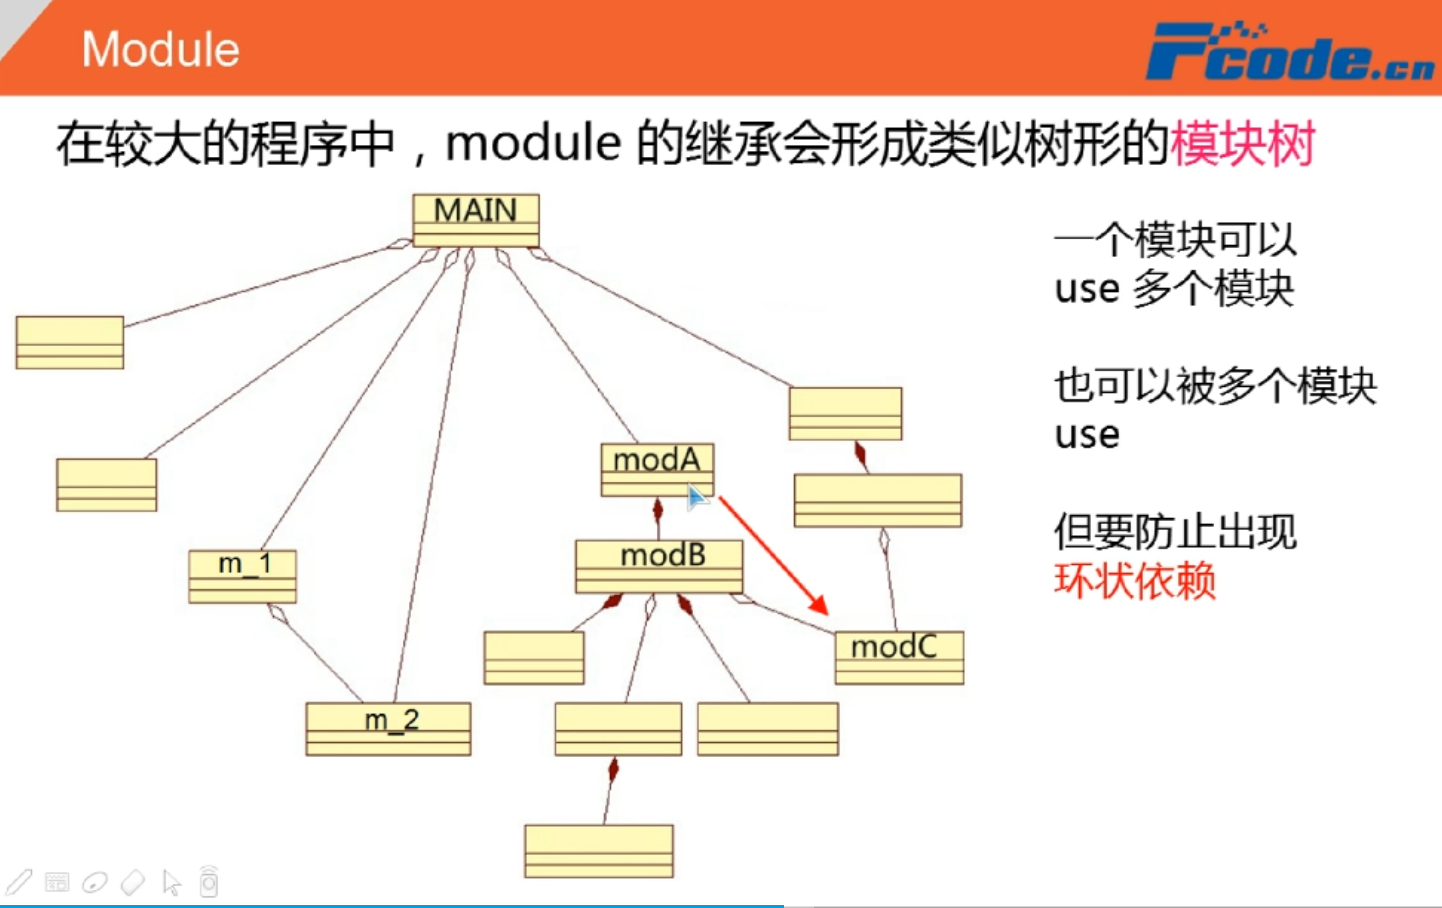 Module
Fcode.cn
在较大的程序中，module 的继承会形成类似树形的模块树
MAIN
一个模块可以
use 多个模块
也可以被多个模块
use
modA
但要防止出现
环状依赖
modB
m_1
modC
m_2